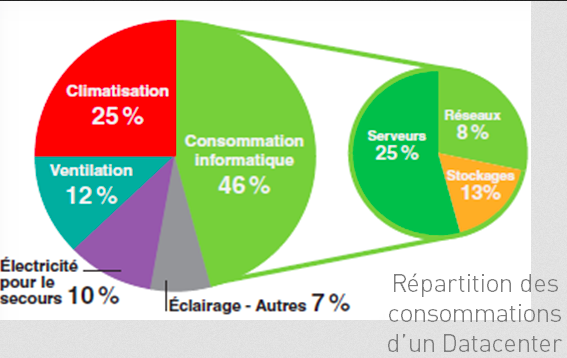 Climatisation
25 %
Ventilation
12 %
Électricité
pour le
secours 10 %
Éclairage - Autres 7 %
Consommation
informatique
46 %
Serveurs
25 %
Réseaux
8 %
Stockages
13%
Répartition des
consommations
d'un Datacenter